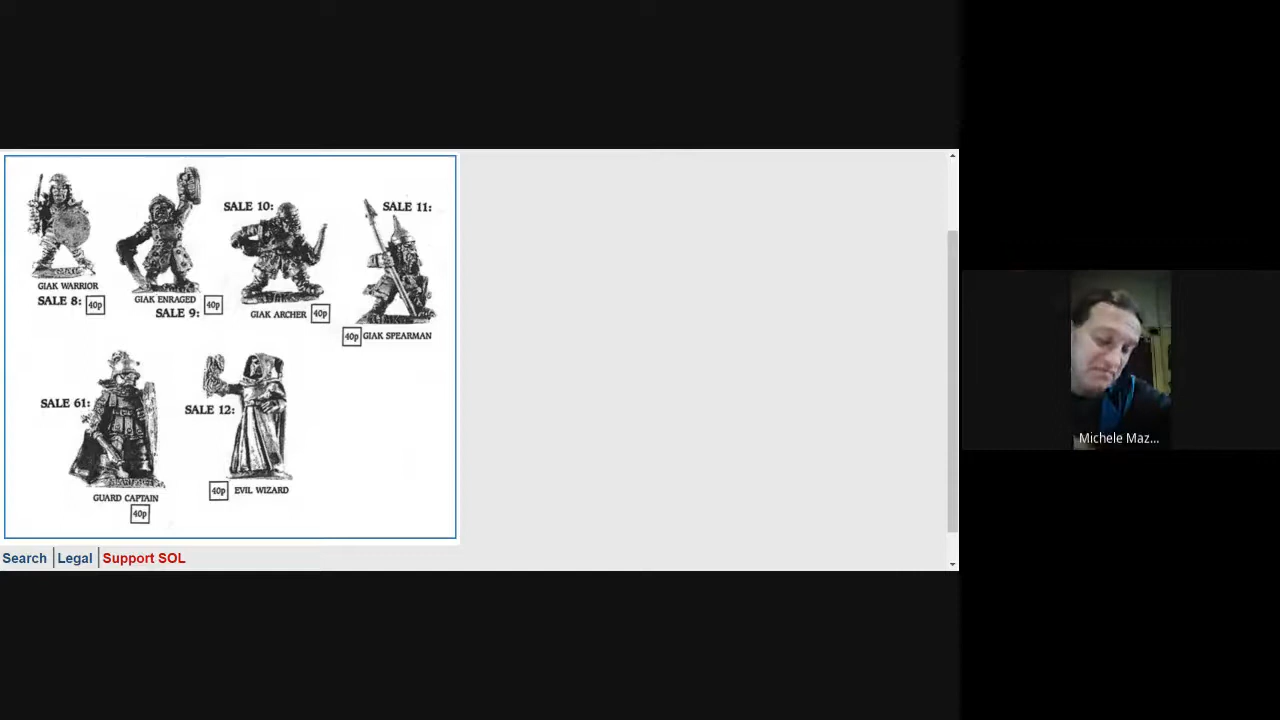 SALE 10:
SALE 11:
GIAK WARRIOR
SALE 8: 40p
GIAK ENRAGED 40p
SALE 9:
GIAK ARCHER 40p
40p GIAK SPEARMAN
SALE 61:
SALE 12:
40p EVIL WIZARD
GUARD CAPTAIN
40p
Michele Maz...
Search Legal Support SOL